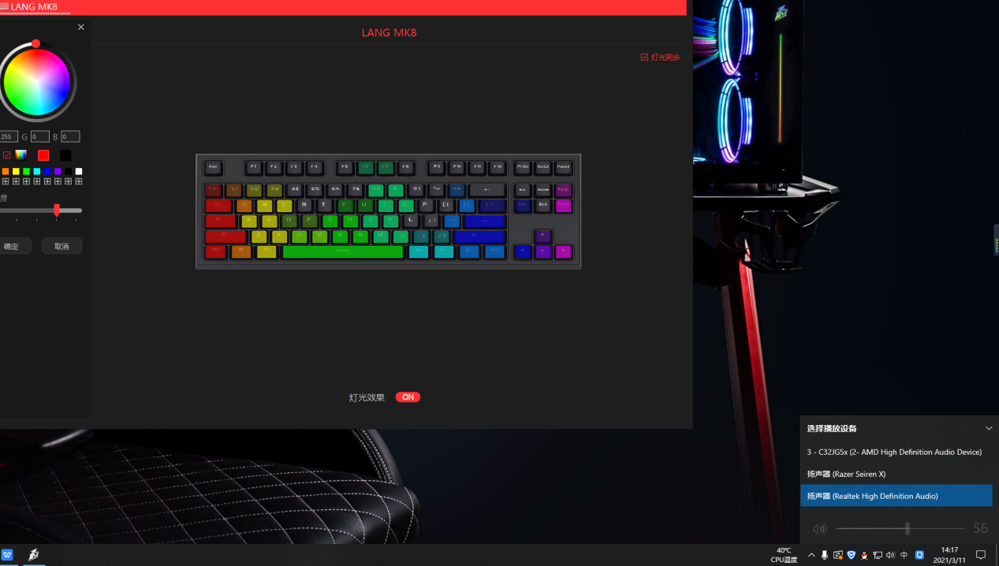 LANG MK8
LANG MK8
灯光同步
255 G 0 B 0
度
确定 取消
Esc F1 F2 F3 F4 F5 F6 F7 F8 F9 F10 F11 F12 PrtSc ScrLk Pause
Ins Home PgUp
Q W E R T Y U I O P Del End PgDn
A S D F G H J K L
Z X C V B N M
灯光效果 ON
选择播放设备
3 - C32JG5x (2- AMD High Definition Audio Device)
扬声器 (Razer Seiren X)
扬声器 (Realtek High Definition Audio)
56
40℃
CPU温度
中
14:17
2021/3/11